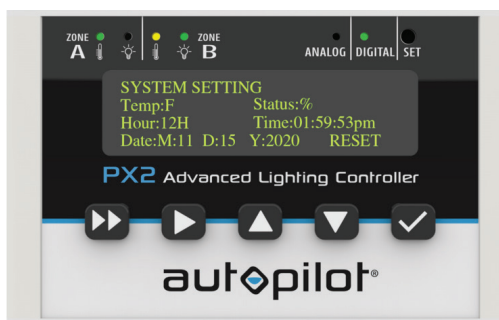 ZONE A
ZONE B
ANALOG DIGITAL SET
SYSTEM SETTING
Temp:F Status:%
Hour:12H Time:01:59:53pm
Date:M:11 D:15 Y:2020 RESET
PX2 Advanced Lighting Controller
autopilot®